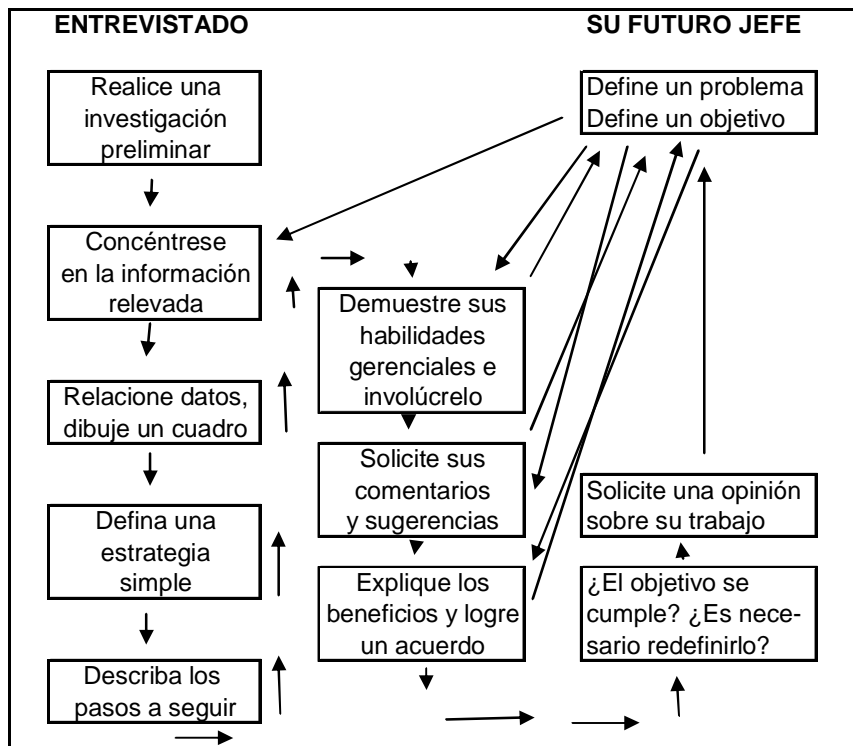 ENTREVISTADO
SU FUTURO JEFE
Realice una
investigación
preliminar
Define un problema
Define un objetivo
Concéntrese
en la información
relevada
Demuestre sus
habilidades
gerenciales e
involúcrelo
Relacione datos,
dibuje un cuadro
Solicite sus
comentarios
y sugerencias
Solicite una opinión
sobre su trabajo
Defina una
estrategia
simple
Explique los
beneficios y logre
un acuerdo
¿El objetivo se
cumple? ¿Es nece-
sario redefinirlo?
Describa los
pasos a seguir